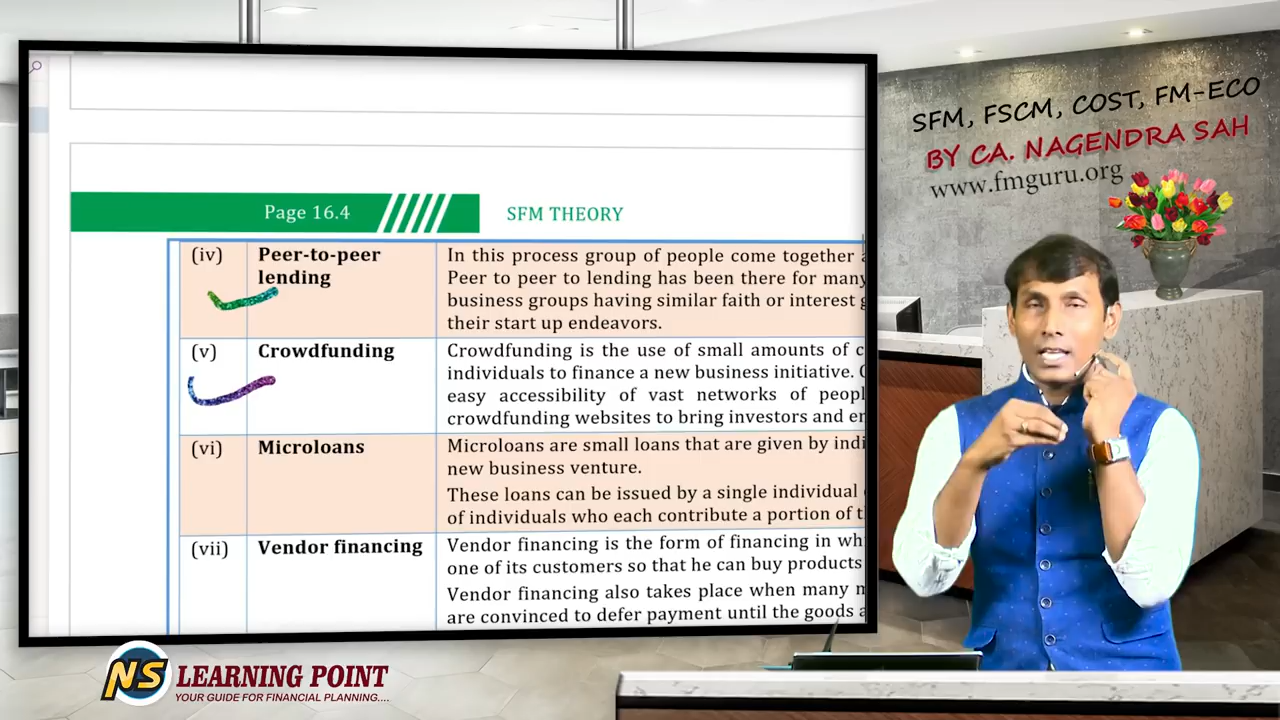 SFM, FSCM, COST, FM-ECO
BY CA. NAGENDRA SAH
www.fmguru.org
Page 16.4
SFM THEORY
(iv) Peer-to-peer lending
In this process group of people come together
Peer to peer to lending has been there for many
business groups having similar faith or interest
their start up endeavors.
(v) Crowdfunding
Crowdfunding is the use of small amounts of
individuals to finance a new business initiative.
easy accessibility of vast networks of
crowdfunding websites to bring investors and
(vi) Microloans
Microloans are small loans that are given by
new business venture.
These loans can be issued by a single individual
of individuals who each contribute a portion of
(vii) Vendor financing
Vendor financing is the form of financing in
one of its customers so that he can buy products
Vendor financing also takes place when many
are convinced to defer payment until the goods
NS LEARNING POINT
YOUR GUIDE FOR FINANCIAL PLANNING....